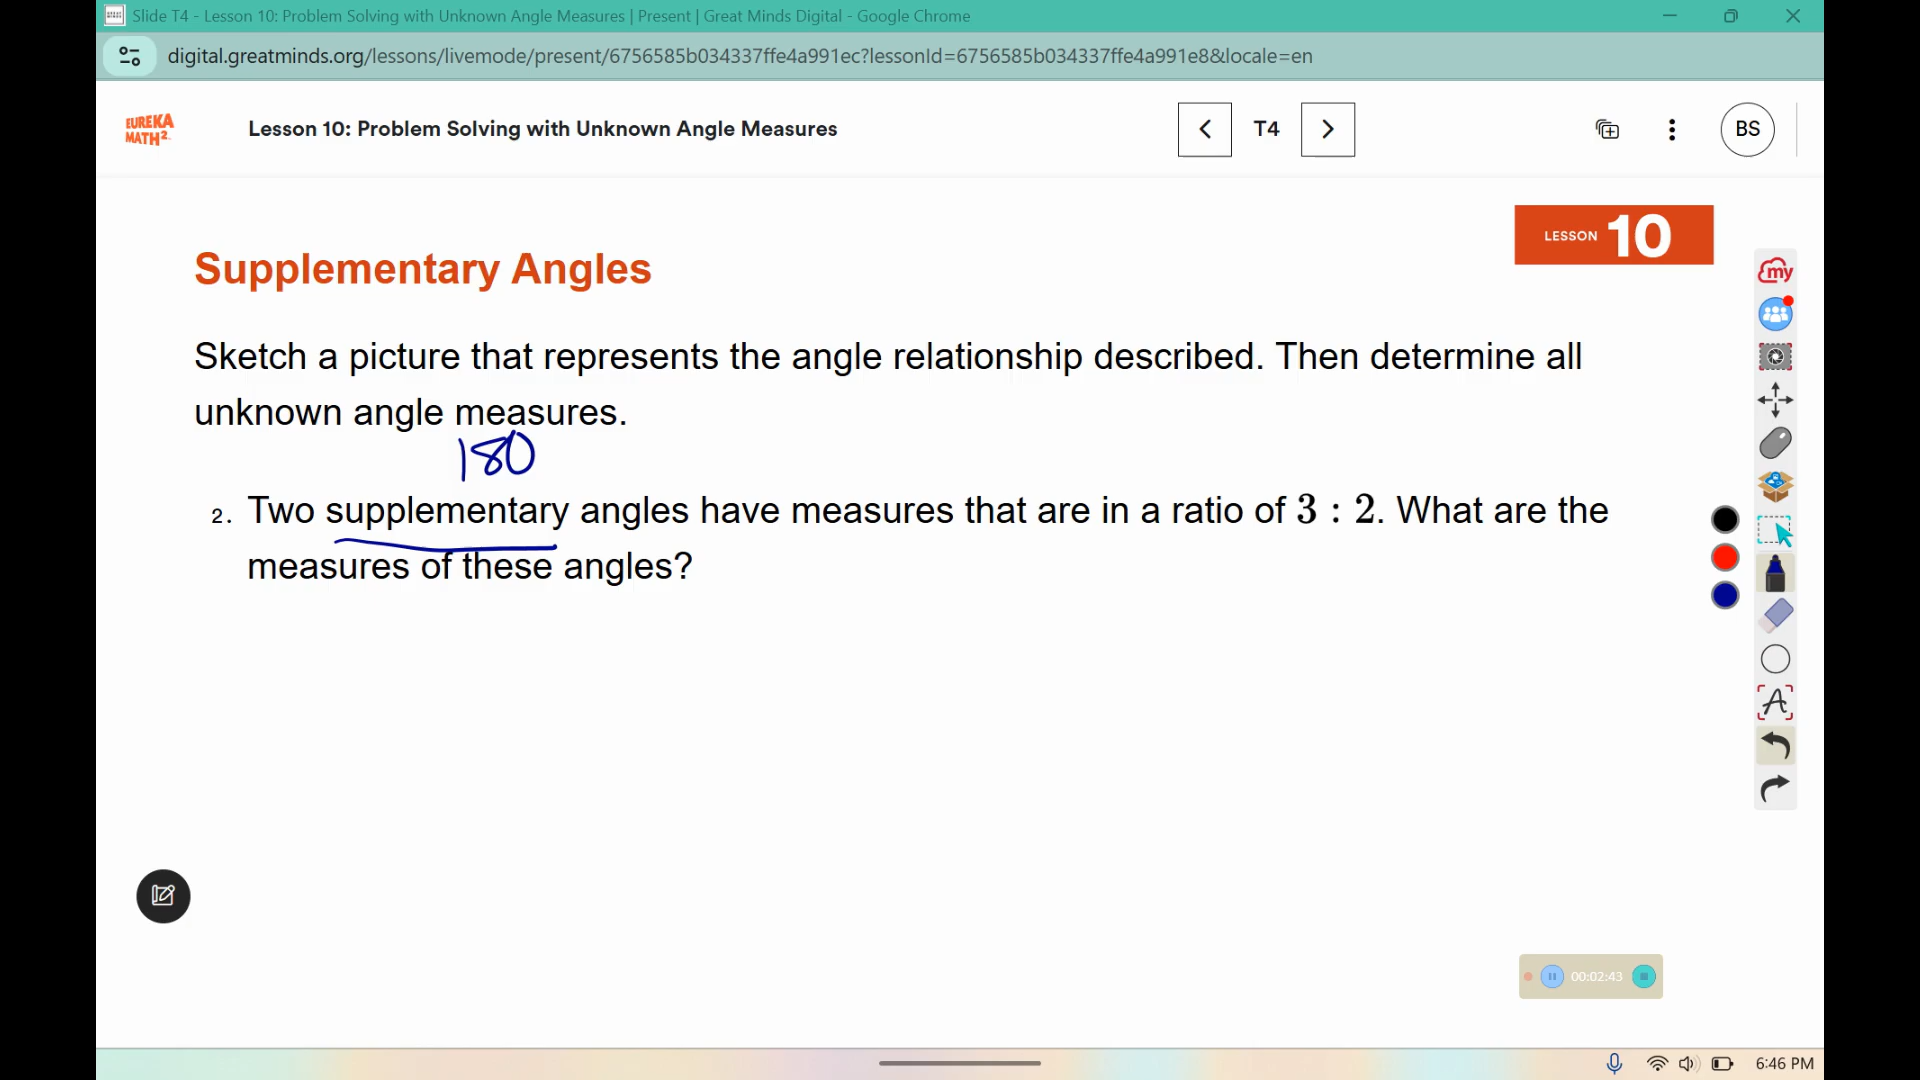 Slide T4 - Lesson 10: Problem Solving with Unknown Angle Measures | Present | Great Minds Digital - Google Chrome
digital.greatminds.org/lessons/livemode/present/6756585b034337ffe4a991ec?lessonId=6756585b034337ffe4a991e8&locale=en
EUREKA
MATH²
Lesson 10: Problem Solving with Unknown Angle Measures
T4
BS
LESSON 10
my
Supplementary Angles
Sketch a picture that represents the angle relationship described. Then determine all
unknown angle measures.
180
2. Two supplementary angles have measures that are in a ratio of 3 : 2. What are the
measures of these angles?
A
00:02:43
6:46 PM